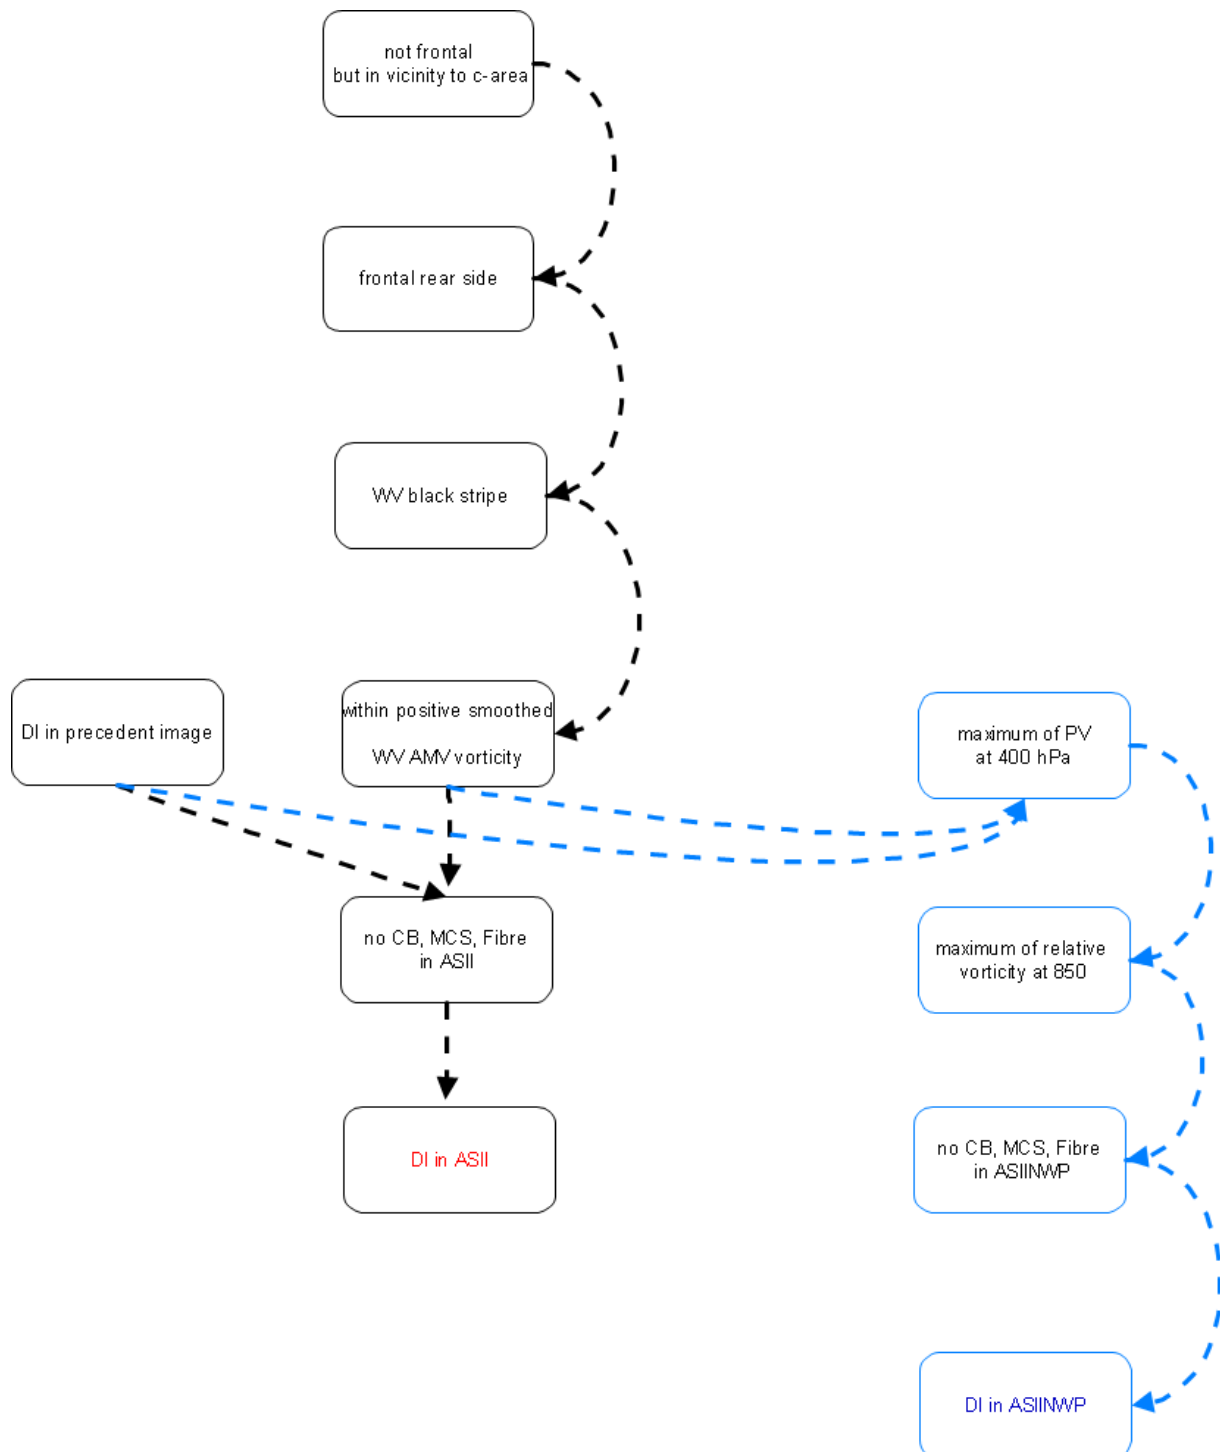 not frontal
but in vicinity to c-area
frontal rear side
WV black stripe
DI in precedent image
within positive smoothed
WV AMV vorticity
maximum of PV
at 400 hPa
no CB, MCS, Fibre
in ASII
maximum of relative
vorticity at 850
DI in ASII
no CB, MCS, Fibre
in ASIINWP
DI in ASIINWP